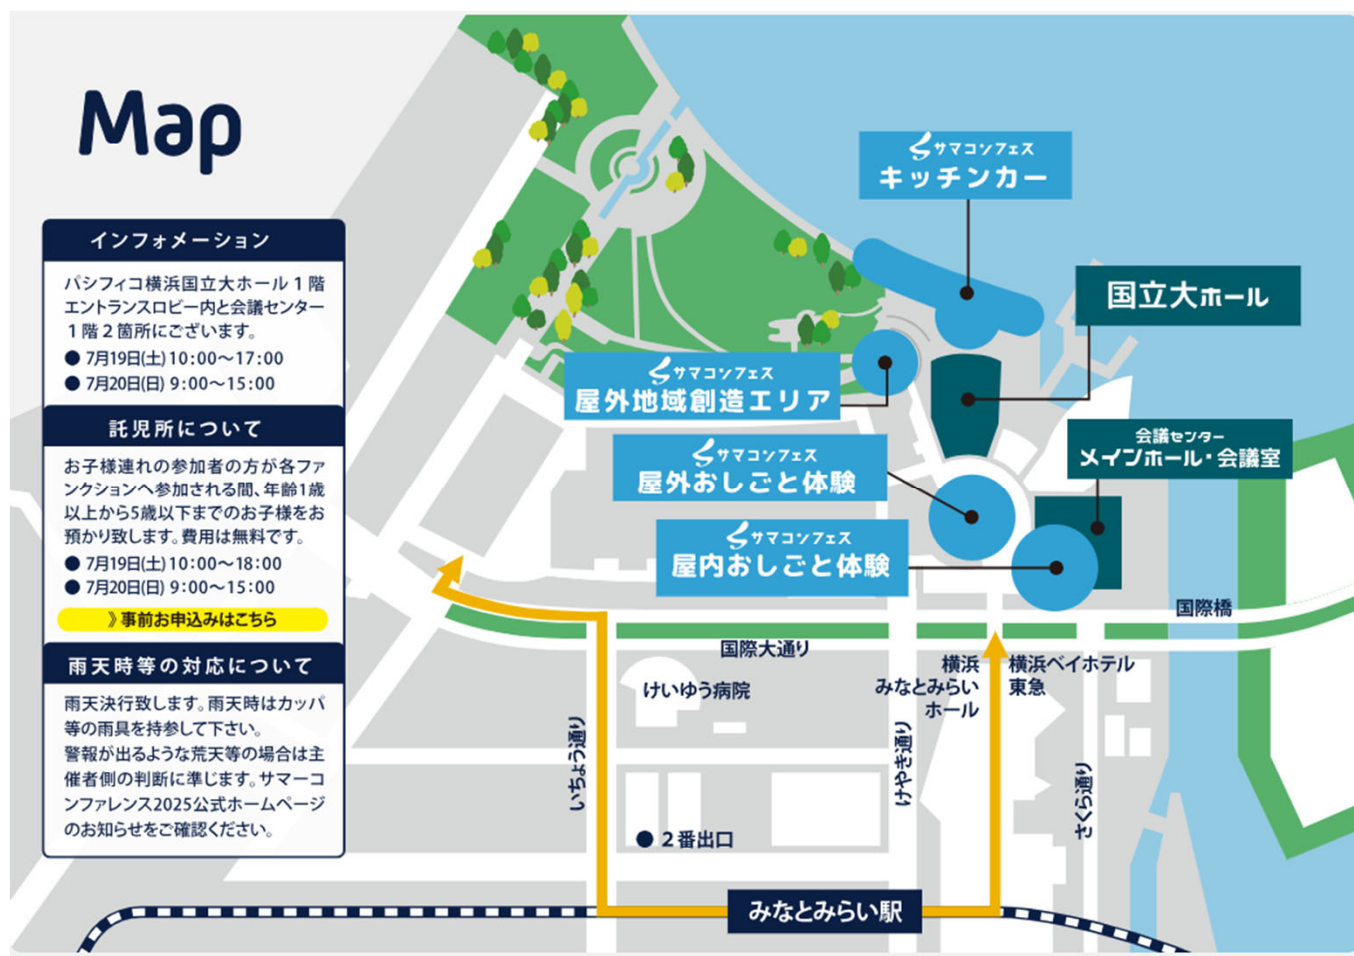 Map
インフォメーション
パシフィコ横浜国立大ホール１階
エントランスロビー内と会議センター
１階２箇所にございます。
● 7月19日(土)10:00～17:00
● 7月20日(日) 9:00～15:00
託児所について
お子様連れの参加者の方が各ファ
ンクションへ参加される間、年齢1歳
以上から5歳以下までのお子様をお
預かり致します。費用は無料です。
● 7月19日(土)10:00～18:00
● 7月20日(日) 9:00～15:00
》事前お申込みはこちら
雨天時等の対応について
雨天決行致します。雨天時はカッパ
等の雨具を持参して下さい。
警報が出るような荒天等の場合は主
催者側の判断に準じます。サマーコ
ンファレンス2025公式ホームページ
のお知らせをご確認ください。
サマコンフェス
キッチンカー
国立大ホール
サマコンフェス
屋外地域創造エリア
会議センター
メインホール・会議室
サマコンフェス
屋外おしごと体験
サマコンフェス
屋内おしごと体験
国際橋
国際大通り
横浜
みなとみらい
ホール
横浜ベイホテル
東急
けいゆう病院
いちょう通り
けやき通り
さくら通り
● ２番出口
みなとみらい駅